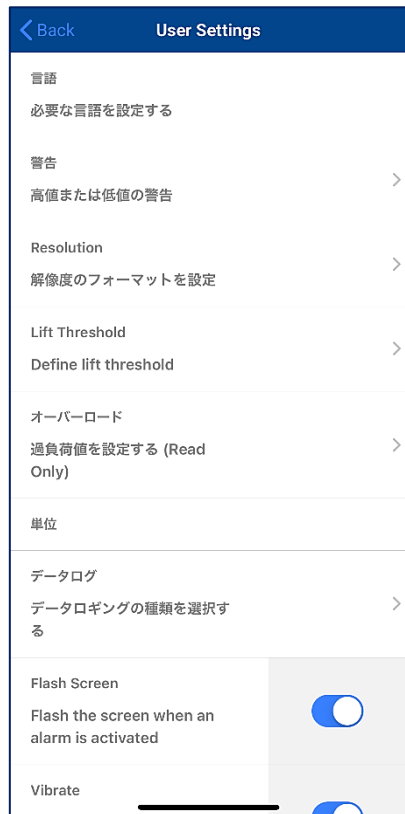 Back
User Settings
言語
必要な言語を設定する
警告
高値または低値の警告
Resolution
解像度のフォーマットを設定
Lift Threshold
Define lift threshold
オーバーロード
過負荷値を設定する (Read
Only)
単位
データログ
データロギングの種類を選択す
る
Flash Screen
Flash the screen when an
alarm is activated
Vibrate